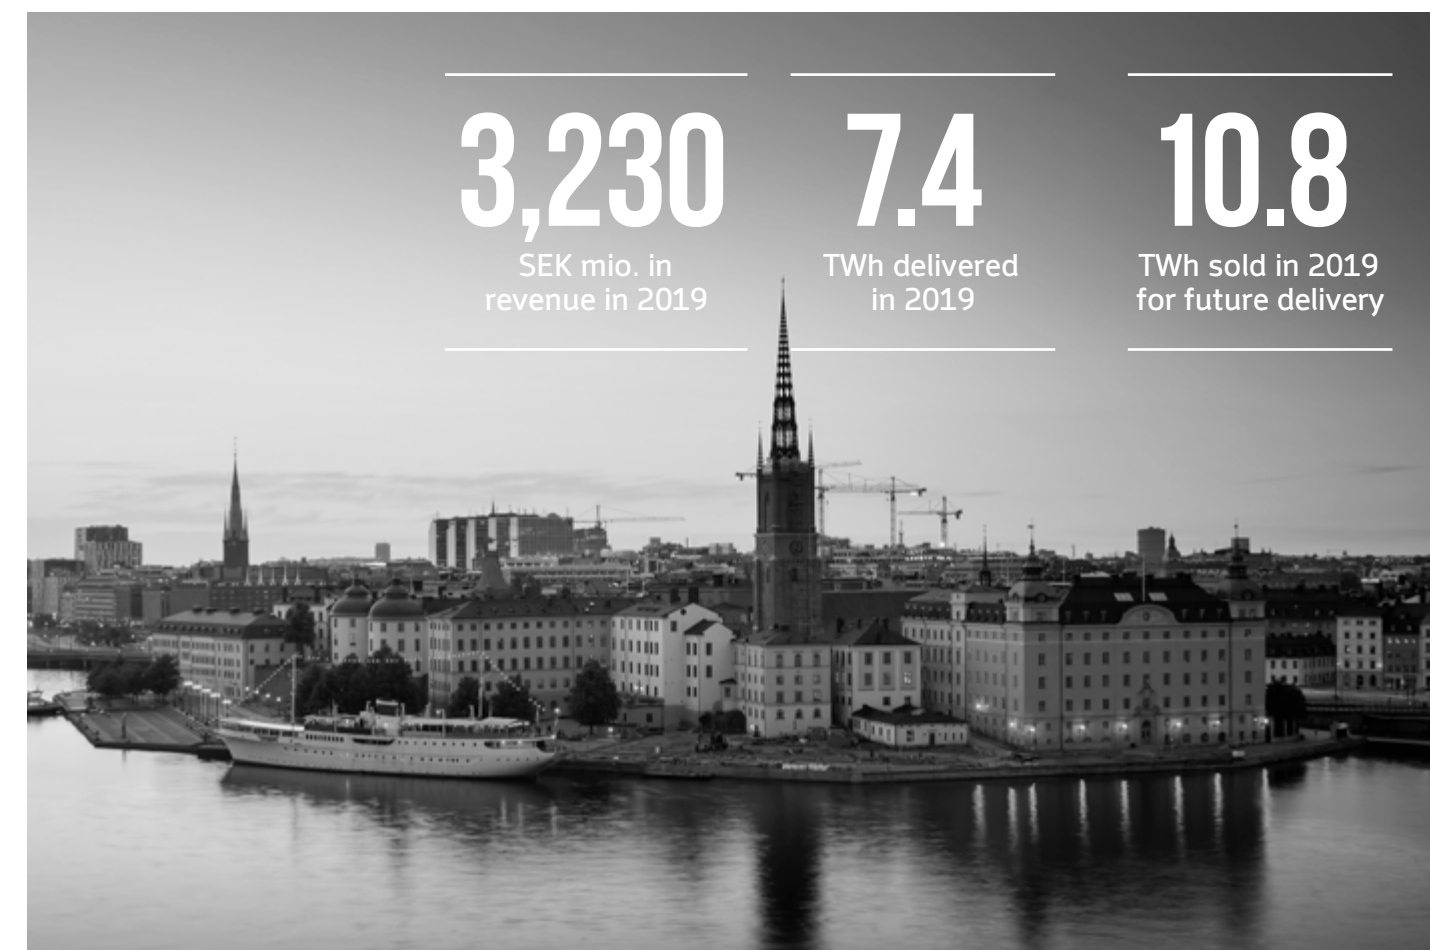 3,230
SEK mio. in
revenue in 2019
7.4
TWh delivered
in 2019
10.8
TWh sold in 2019
for future delivery